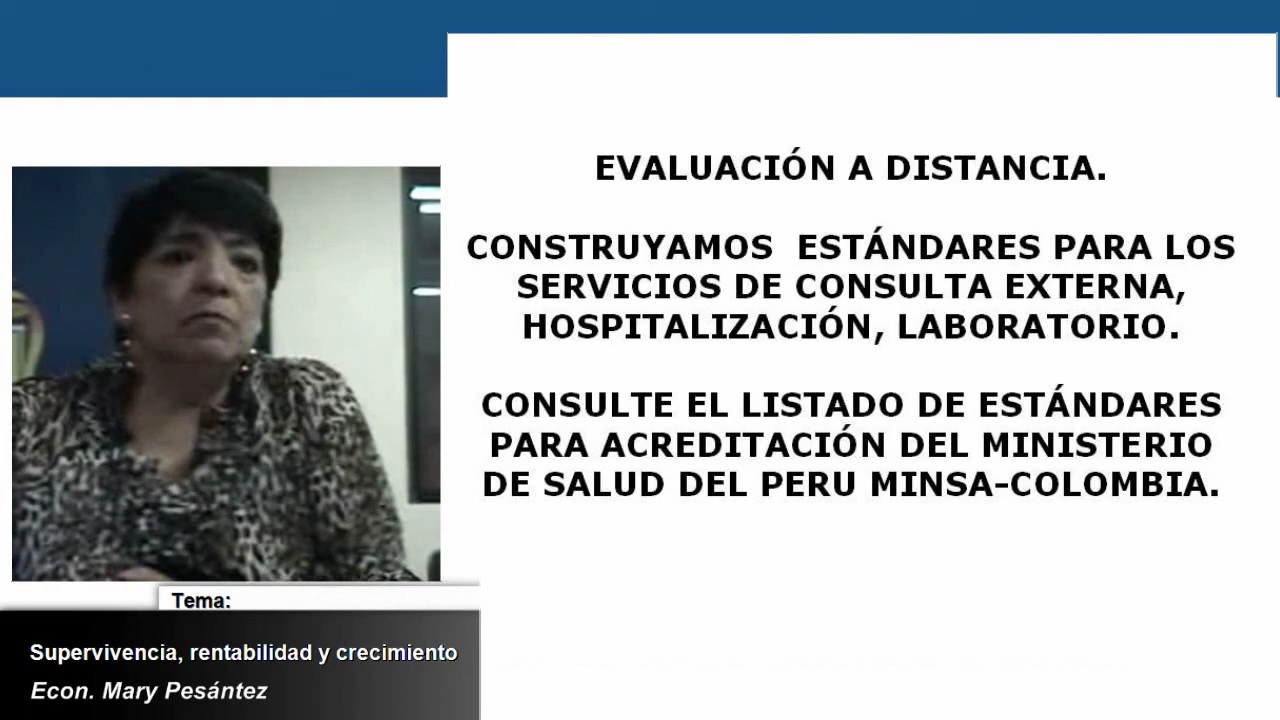 EVALUACIÓN A DISTANCIA.
CONSTRUYAMOS ESTÁNDARES PARA LOS
SERVICIOS DE CONSULTA EXTERNA,
HOSPITALIZACIÓN, LABORATORIO.
CONSULTE EL LISTADO DE ESTÁNDARES
PARA ACREDITACIÓN DEL MINISTERIO
DE SALUD DEL PERU MINSA-COLOMBIA.
Tema:
Supervivencia, rentabilidad y crecimiento
Econ. Mary Pesántez